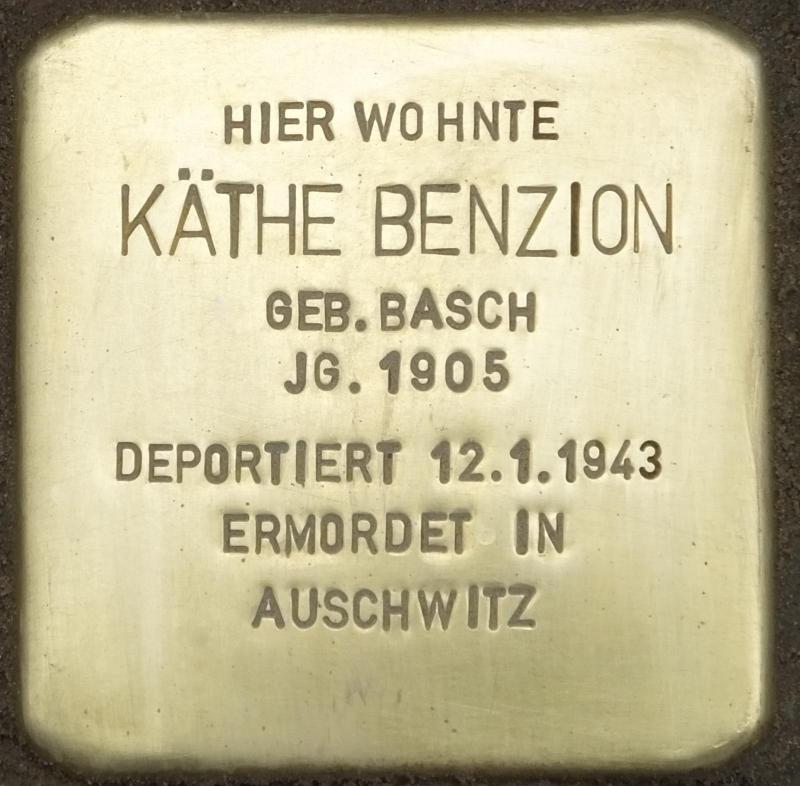 HIER WOHNTE
KÄTHE BENZION
GEB. BASCH
JG. 1905
DEPORTIERT 12.1.1943
ERMORDET IN
AUSCHWITZ